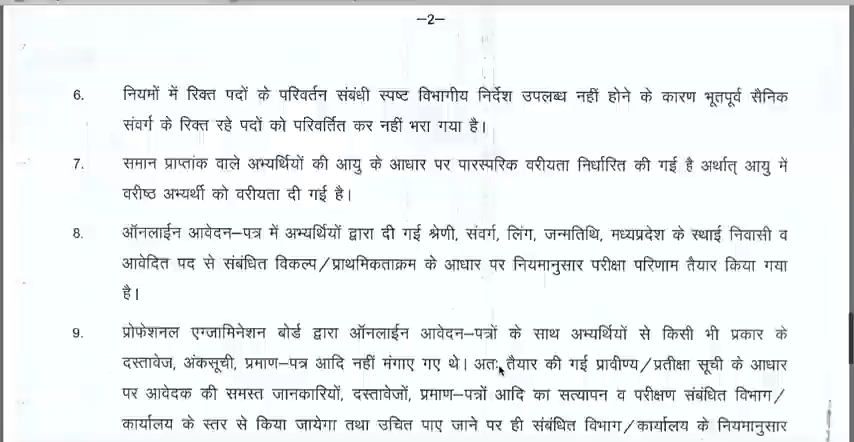 –2–
6. नियमों में रिक्त पदों के परिवर्तन संबंधी स्पष्ट विभागीय निर्देश उपलब्ध नहीं होने के कारण भूतपूर्व सैनिक
संवर्ग के रिक्त रहे पदों को परिवर्तित कर नहीं भरा गया है।
7. समान प्राप्तांक वाले अभ्यर्थियों की आयु के आधार पर पारस्परिक वरीयता निर्धारित की गई है अर्थात् आयु में
वरीष्ठ अभ्यर्थी को वरीयता दी गई है।
8. ऑनलाईन आवेदन–पत्र में अभ्यर्थियों द्वारा दी गई श्रेणी, संवर्ग, लिंग, जन्मतिथि, मध्यप्रदेश के स्थाई निवासी व
आवेदित पद से संबंधित विकल्प/प्राथमिकताक्रम के आधार पर नियमानुसार परीक्षा परिणाम तैयार किया गया
है।
9. प्रोफेशनल एग्जामिनेशन बोर्ड द्वारा ऑनलाईन आवेदन–पत्रों के साथ अभ्यर्थियों से किसी भी प्रकार के
दस्तावेज, अंकसूची, प्रमाण–पत्र आदि नहीं मंगाए गए थे। अतः तैयार की गई प्रावीण्य/प्रतीक्षा सूची के आधार
पर आवेदक की समस्त जानकारियों, दस्तावेजों, प्रमाण–पत्रों आदि का सत्यापन व परीक्षण संबंधित विभाग/
कार्यालय के स्तर से किया जायेगा तथा उचित पाए जाने पर ही संबंधित विभाग/कार्यालय के नियमानुसार